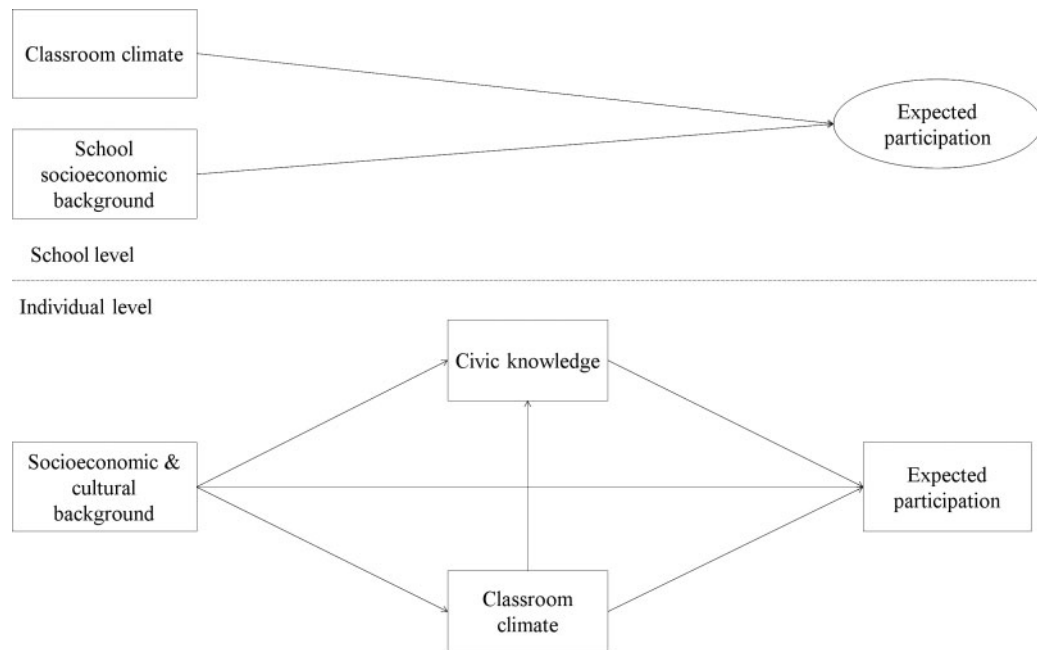 Classroom climate
Expected
participation
School
socioeconomic
background
School level
Individual level
Civic knowledge
Socioeconomic &
cultural
background
Expected
participation
Classroom
climate